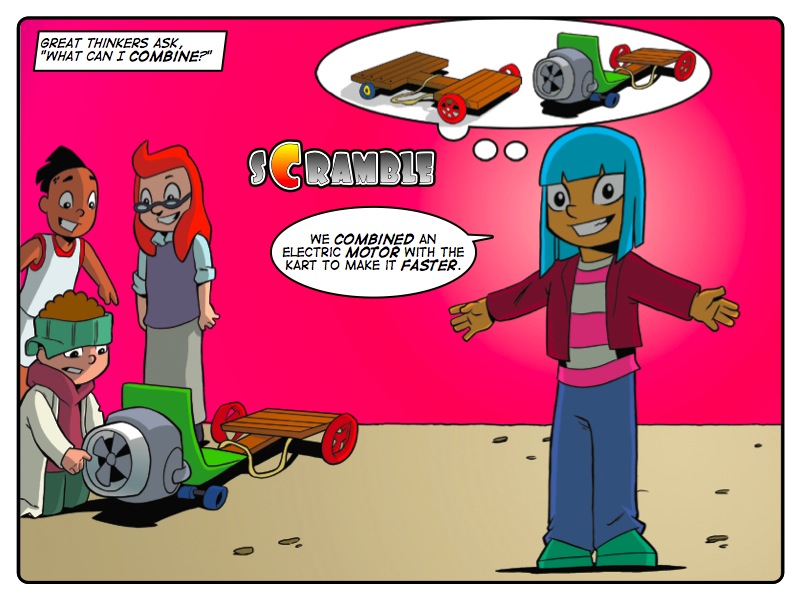 GREAT THINKERS ASK,
"WHAT CAN I COMBINE?"
SCRAMBLE
WE COMBINED AN
ELECTRIC MOTOR WITH THE
KART TO MAKE IT FASTER.